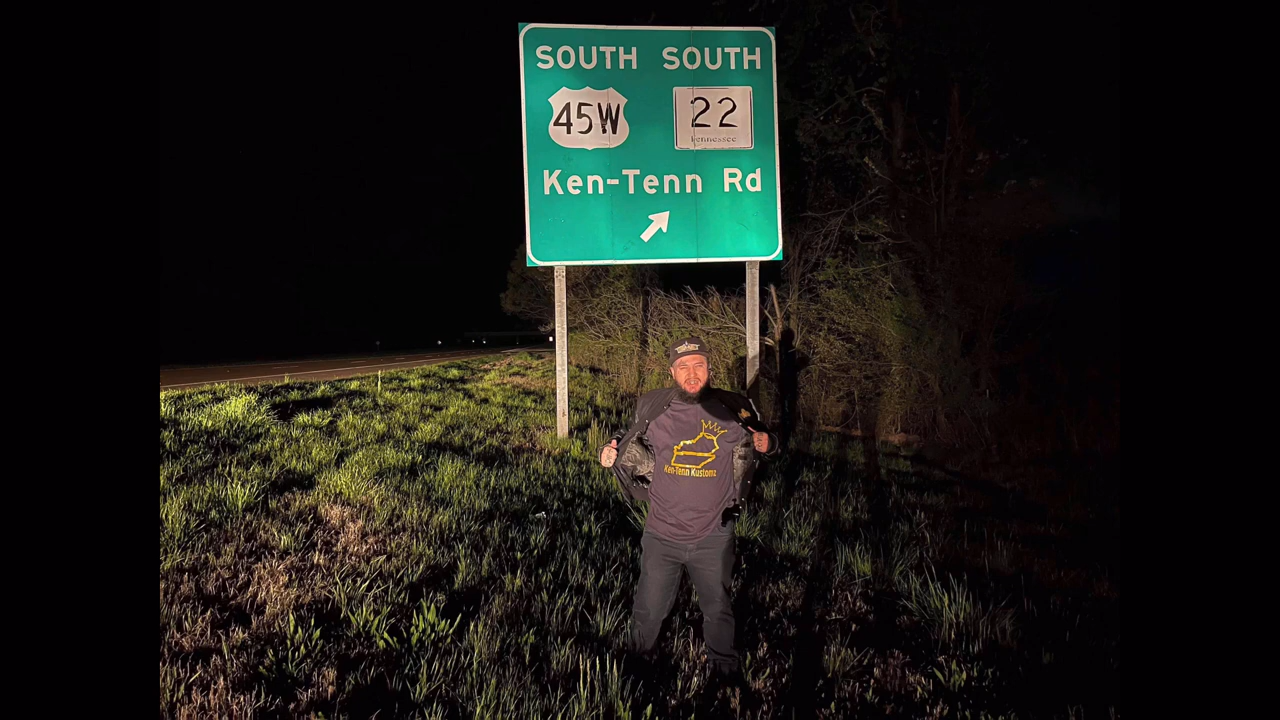 SOUTH SOUTH
45W 22
Tennessee
Ken-Tenn Rd
Ken-Tenn Kustomz